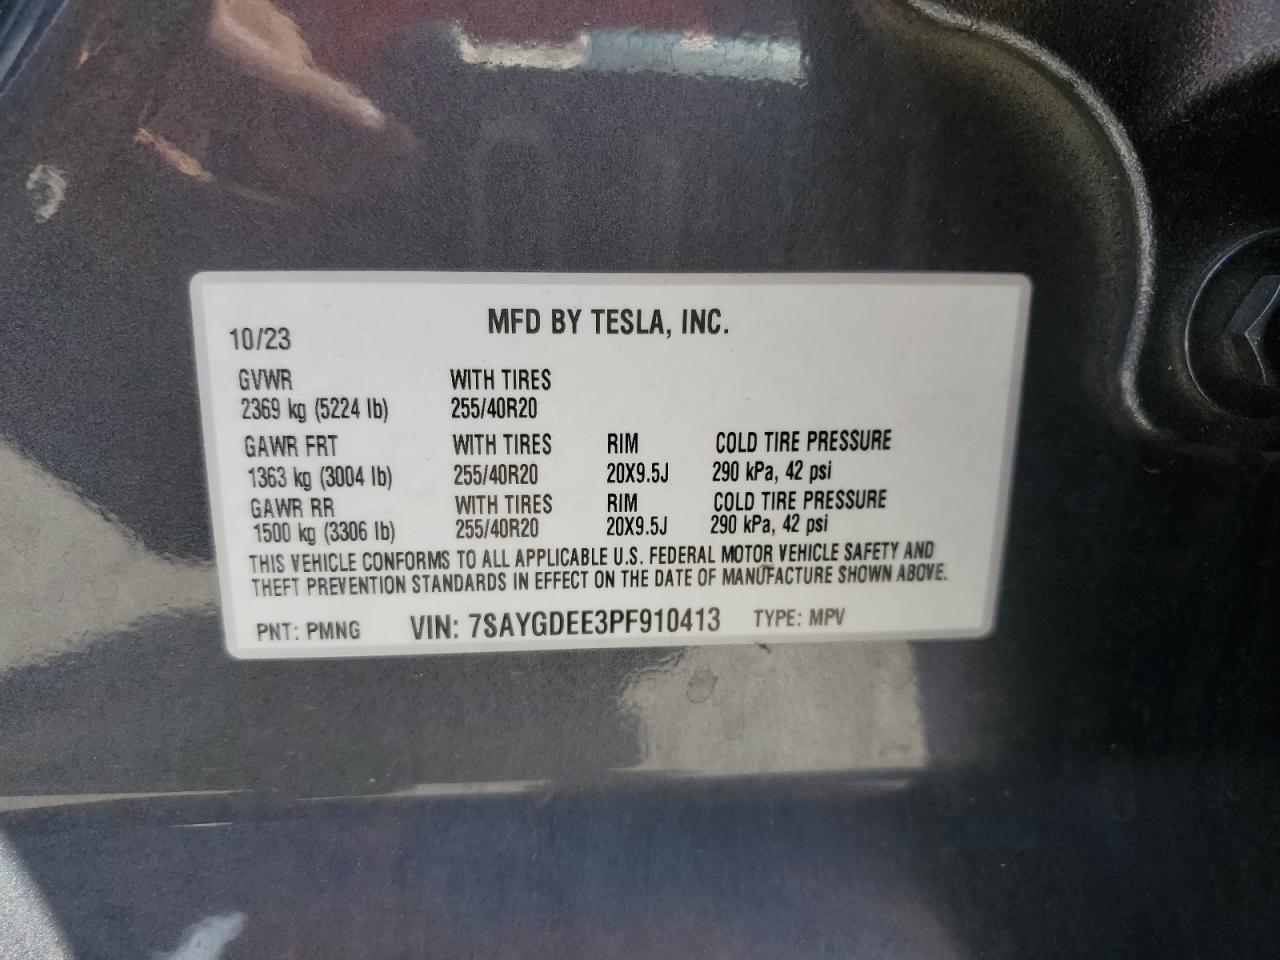 MFD BY TESLA, INC.
10/23
GVWR WITH TIRES
2369 kg (5224 lb) 255/40R20
GAWR FRT WITH TIRES RIM COLD TIRE PRESSURE
1363 kg (3004 lb) 255/40R20 20X9.5J 290 kPa, 42 psi
GAWR RR WITH TIRES RIM COLD TIRE PRESSURE
1500 kg (3306 lb) 255/40R20 20X9.5J 290 kPa, 42 psi
THIS VEHICLE CONFORMS TO ALL APPLICABLE U.S. FEDERAL MOTOR VEHICLE SAFETY AND
THEFT PREVENTION STANDARDS IN EFFECT ON THE DATE OF MANUFACTURE SHOWN ABOVE.
PNT: PMNG VIN: 7SAYGDEE3PF910413 TYPE: MPV